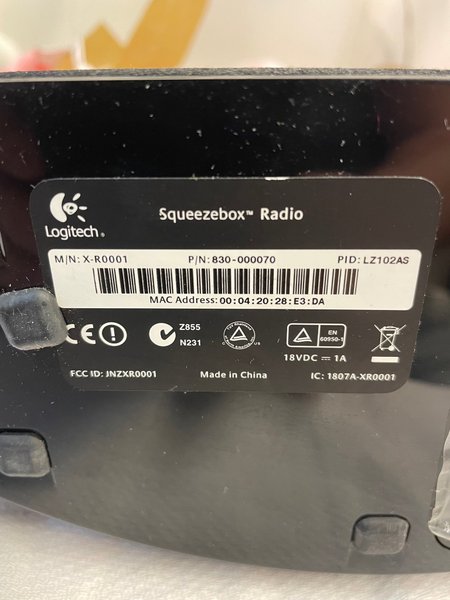 Logitech®
Squeezebox™ Radio
M/N: X-R0001 P/N: 830-000070 PID: LZ102AS
MAC Address: 00:04:20:28:E3:DA
CE
Z855
N231
EN
60950-1
18VDC ⎓ 1A
FCC ID: JNZXR0001 Made in China IC: 1807A-XR0001